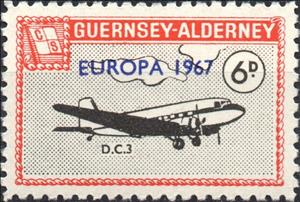 GUERNSEY-ALDERNEY
C S
EUROPA 1967
6D
D.C.3